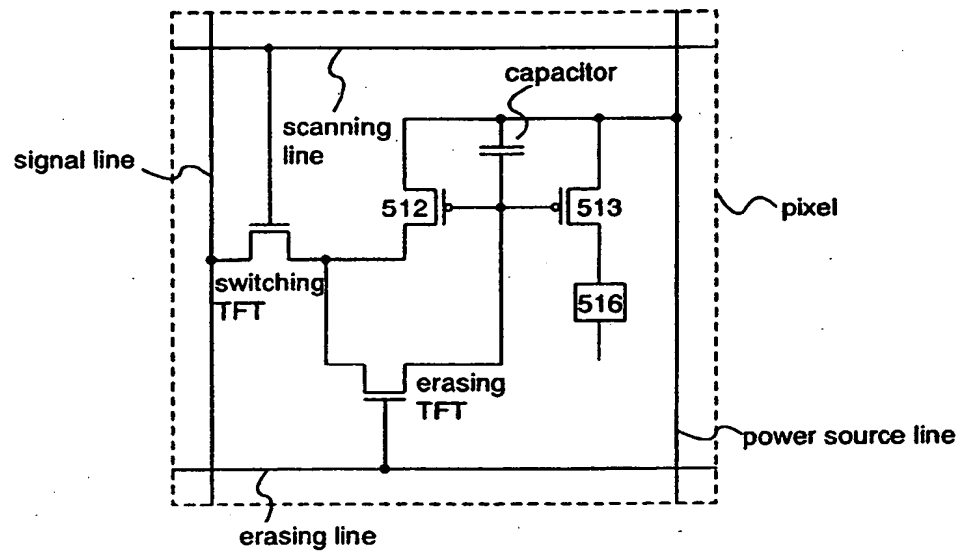 capacitor
scanning
line
signal line
512
513
pixel
switching
TFT
516
erasing
TFT
power source line
erasing line